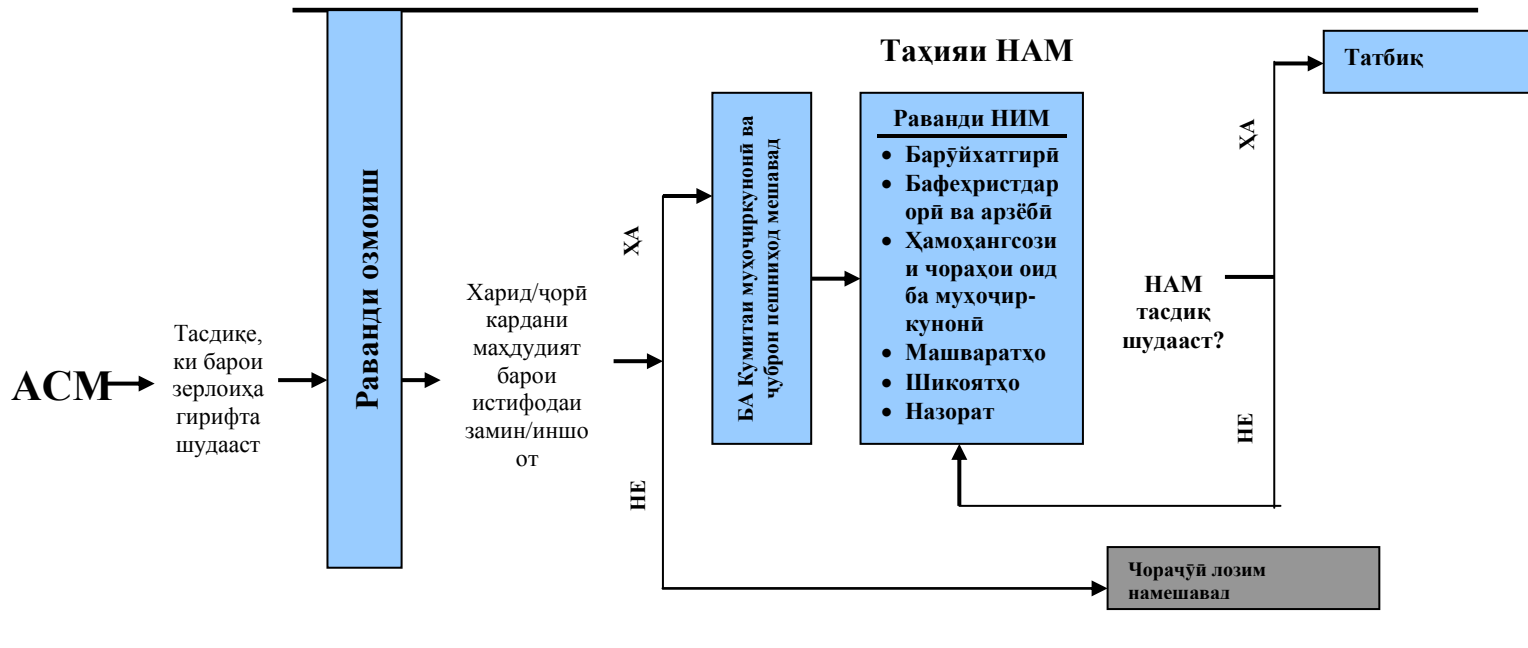 АСМ
Тасдиқе,
ки барои
зерлоиҳа
гирифта
шудааст
Раванди озмоиш
Харид/ҷорӣ
кардани
маҳдудият
барои
истифодаи
замин/иншо
от
ҲА
НЕ
Таҳияи НАМ
БА Кумитаи муҳоҷиркунонӣ ва
ҷуброн пешниҳод мешавад
Раванди НИМ
• Барӯйхатгирӣ
• Бафеҳристдар
орӣ ва арзёбӣ
• Ҳамоҳангсози
и чораҳои оид
ба муҳоҷир-
кунонӣ
• Машваратҳо
• Шикоятҳо
• Назорат
НАМ
тасдиқ
шудааст?
ҲА
НЕ
Татбиқ
Чораҷӯӣ лозим
намешавад